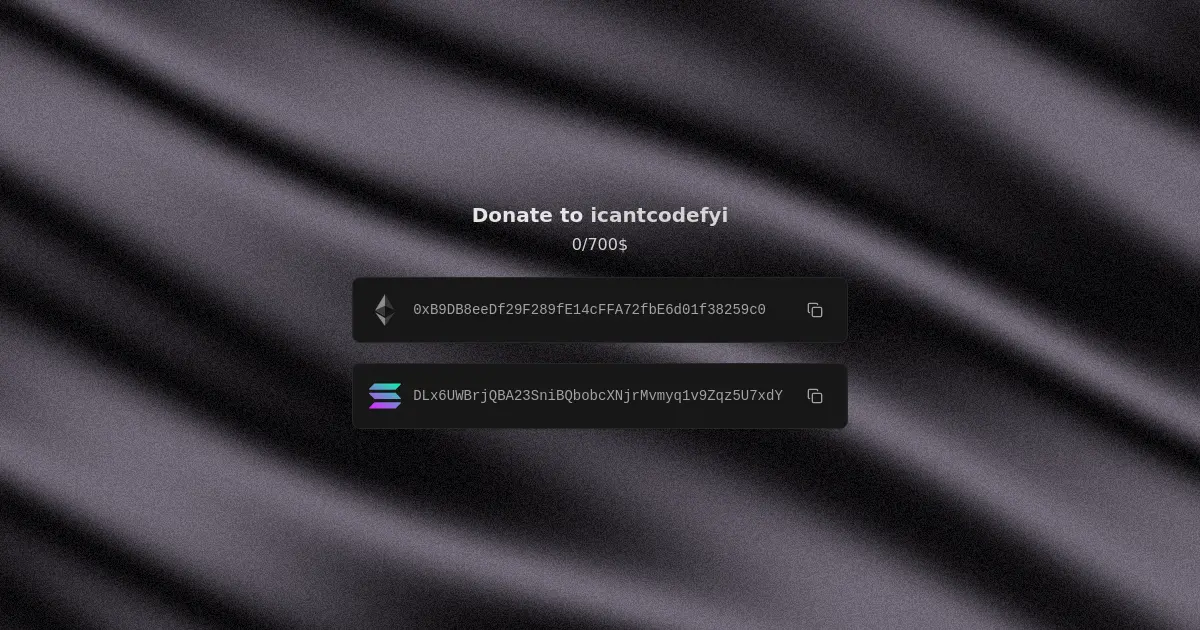 Donate to icantcodefyi
0/700$
0xB9DB8eeDf29F289fE14cFFA72fbE6d01f38259c0
DLx6UWBrjQBA23SniBQbobcXNjrMvmyq1v9Zqz5U7xdY